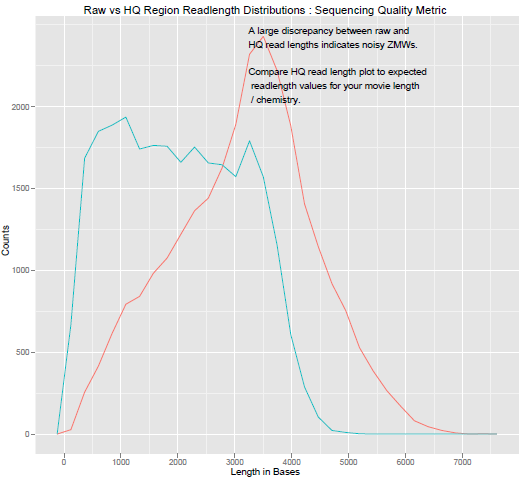 Raw vs HQ Region Readlength Distributions : Sequencing Quality Metric
A large discrepancy between raw and
HQ read lengths indicates noisy ZMWs.
Compare HQ read length plot to expected
readlength values for your movie length
/ chemistry.
2000
1500
1000
500
0
Counts
0 1000 2000 3000 4000 5000 6000 7000
Length in Bases